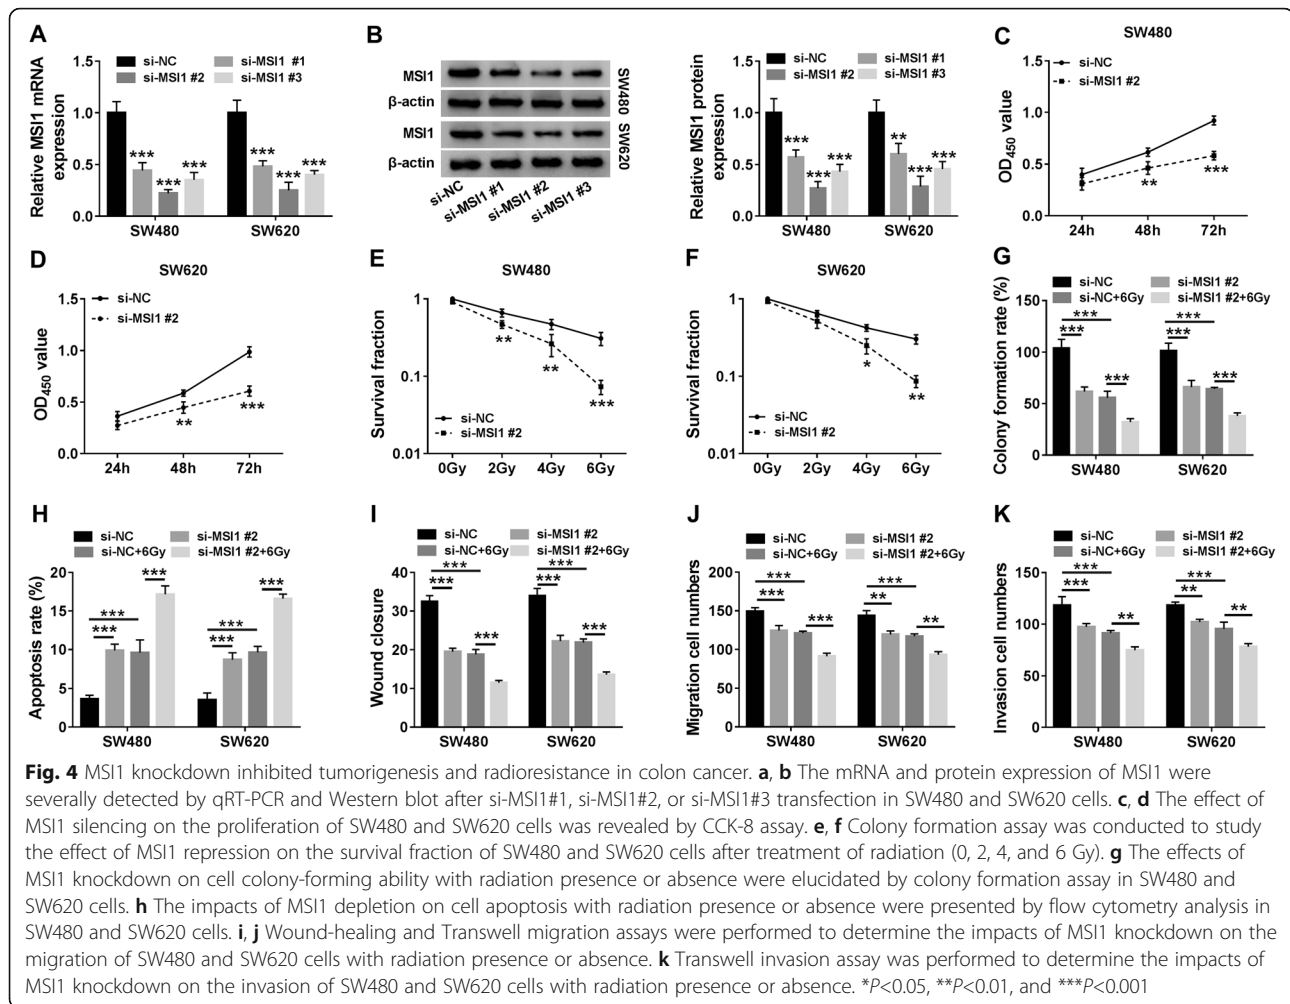 A
si-NC
si-MSI1 #1
si-MSI1 #2
si-MSI1 #3
Relative MSI1 mRNA
expression
1.5
1.0
0.5
0.0
***
***
***
***
***
***
SW480
SW620
B
MSI1
β-actin
MSI1
β-actin
SW480
SW620
si-NC
si-MSI1 #1
si-MSI1 #2
si-MSI1 #3
si-NC
si-MSI1 #1
si-MSI1 #2
si-MSI1 #3
Relative MSI1 protein
expression
1.5
1.0
0.5
0.0
***
***
***
**
***
***
SW480
SW620
C
SW480
si-NC
si-MSI1 #2
OD450 value
1.5
1.0
0.5
0.0
**
***
24h
48h
72h
D
SW620
si-NC
si-MSI1 #2
OD450 value
1.5
1.0
0.5
0.0
**
***
24h
48h
72h
E
SW480
Survival fraction
1
0.1
0.01
**
**
***
si-NC
si-MSI1 #2
0Gy
2Gy
4Gy
6Gy
F
SW620
Survival fraction
1
0.1
0.01
*
**
si-NC
si-MSI1 #2
0Gy
2Gy
4Gy
6Gy
G
si-NC
si-MSI1 #2
si-NC+6Gy
si-MSI1 #2+6Gy
Colony formation rate (%)
150
100
50
0
***
***
***
***
***
***
SW480
SW620
H
si-NC
si-MSI1 #2
si-NC+6Gy
si-MSI1 #2+6Gy
Apoptosis rate (%)
20
15
10
5
0
***
***
***
***
***
***
SW480
SW620
I
si-NC
si-MSI1 #2
si-NC+6Gy
si-MSI1 #2+6Gy
Wound closure
40
30
20
10
0
***
***
***
***
***
***
SW480
SW620
J
si-NC
si-MSI1 #2
si-NC+6Gy
si-MSI1 #2+6Gy
Migration cell numbers
200
150
100
50
0
***
***
***
***
**
**
SW480
SW620
K
si-NC
si-MSI1 #2
si-NC+6Gy
si-MSI1 #2+6Gy
Invasion cell numbers
150
100
50
0
***
***
**
***
**
**
SW480
SW620
Fig. 4 MSI1 knockdown inhibited tumorigenesis and radioresistance in colon cancer. a, b The mRNA and protein expression of MSI1 were
severally detected by qRT-PCR and Western blot after si-MSI1#1, si-MSI1#2, or si-MSI1#3 transfection in SW480 and SW620 cells. c, d The effect of
MSI1 silencing on the proliferation of SW480 and SW620 cells was revealed by CCK-8 assay. e, f Colony formation assay was conducted to study
the effect of MSI1 repression on the survival fraction of SW480 and SW620 cells after treatment of radiation (0, 2, 4, and 6 Gy). g The effects of
MSI1 knockdown on cell colony-forming ability with radiation presence or absence were elucidated by colony formation assay in SW480 and
SW620 cells. h The impacts of MSI1 depletion on cell apoptosis with radiation presence or absence were presented by flow cytometry analysis in
SW480 and SW620 cells. i, j Wound-healing and Transwell migration assays were performed to determine the impacts of MSI1 knockdown on the
migration of SW480 and SW620 cells with radiation presence or absence. k Transwell invasion assay was performed to determine the impacts of
MSI1 knockdown on the invasion of SW480 and SW620 cells with radiation presence or absence. *P<0.05, **P<0.01, and ***P<0.001